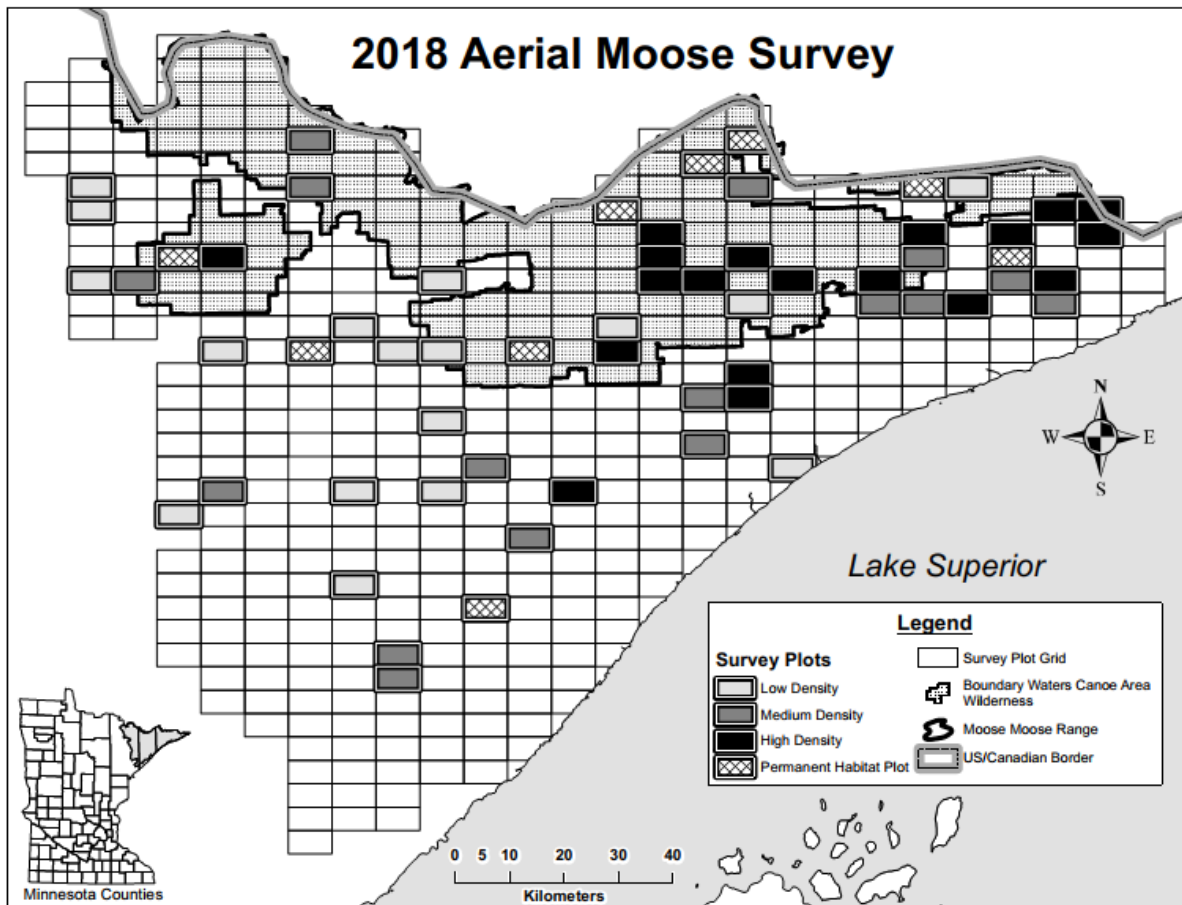 2018 Aerial Moose Survey
N
W
E
S
Lake Superior
Legend
Survey Plots
Low Density
Medium Density
High Density
Permanent Habitat Plot
Survey Plot Grid
Boundary Waters Canoe Area
Wilderness
Moose Moose Range
US/Canadian Border
0 5 10 20 30 40
Kilometers
Minnesota Counties